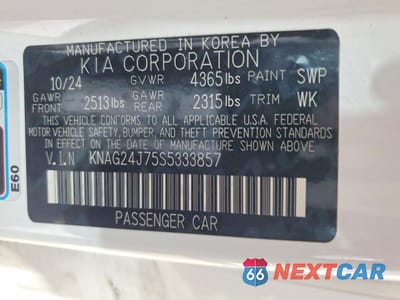 MANUFACTURED IN KOREA BY
KIA CORPORATION
10/24 GVWR 4365 lbs PAINT SWP
GAWR FRONT 2513 lbs GAWR REAR 2315 lbs TRIM WK
THIS VEHICLE CONFORMS TO ALL APPLICABLE U.S.A. FEDERAL
MOTOR VEHICLE SAFETY, BUMPER, AND THEFT PREVENTION STANDARDS
IN EFFECT ON THE DATE OF MANUFACTURE SHOWN ABOVE.
V.I.N KNAG24J75S5333857
PASSENGER CAR
E60
66 NEXTCAR